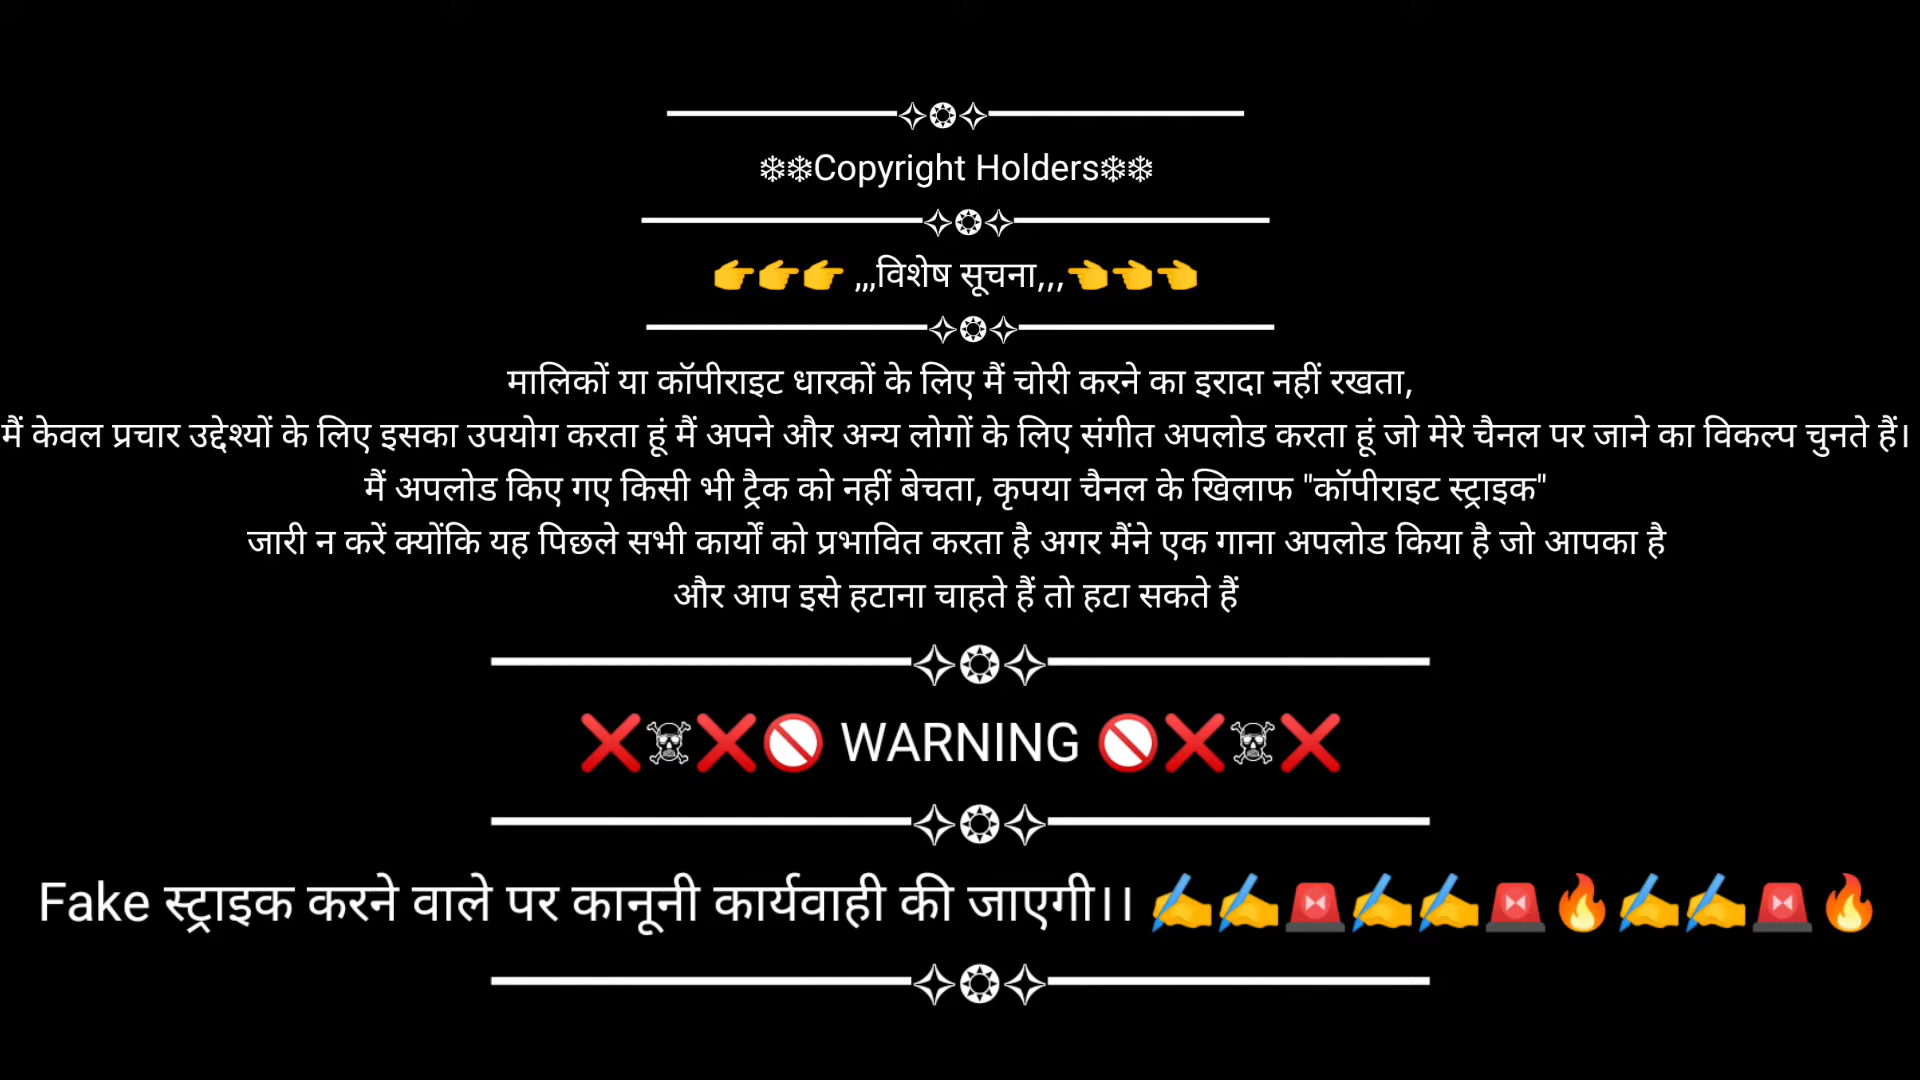 ━━━━━━━━━✧❂✧━━━━━━━━━━
❄❄Copyright Holders❄❄
━━━━━━━━━━━✧❂✧━━━━━━━━━━
👉👉👉 ,,,विशेष सूचना,,,👈👈👈
━━━━━━━━━━━✧❂✧━━━━━━━━━━
मालिकों या कॉपीराइट धारकों के लिए मैं चोरी करने का इरादा नहीं रखता,
मैं केवल प्रचार उद्देश्यों के लिए इसका उपयोग करता हूं मैं अपने और अन्य लोगों के लिए संगीत अपलोड करता हूं जो मेरे चैनल पर जाने का विकल्प चुनते हैं।
मैं अपलोड किए गए किसी भी ट्रैक को नहीं बेचता, कृपया चैनल के खिलाफ "कॉपीराइट स्ट्राइक"
जारी न करें क्योंकि यह पिछले सभी कार्यों को प्रभावित करता है अगर मैंने एक गाना अपलोड किया है जो आपका है
और आप इसे हटाना चाहते हैं तो हटा सकते हैं
━━━━━━━━━━━✧❂✧━━━━━━━━━━
❌☠️❌🚫 WARNING 🚫❌☠️❌
━━━━━━━━━━━✧❂✧━━━━━━━━━━
Fake स्ट्राइक करने वाले पर कानूनी कार्यवाही की जाएगी।। ✍️✍️🚨✍️✍️🚨🔥✍️✍️🚨🔥
━━━━━━━━━━━✧❂✧━━━━━━━━━━